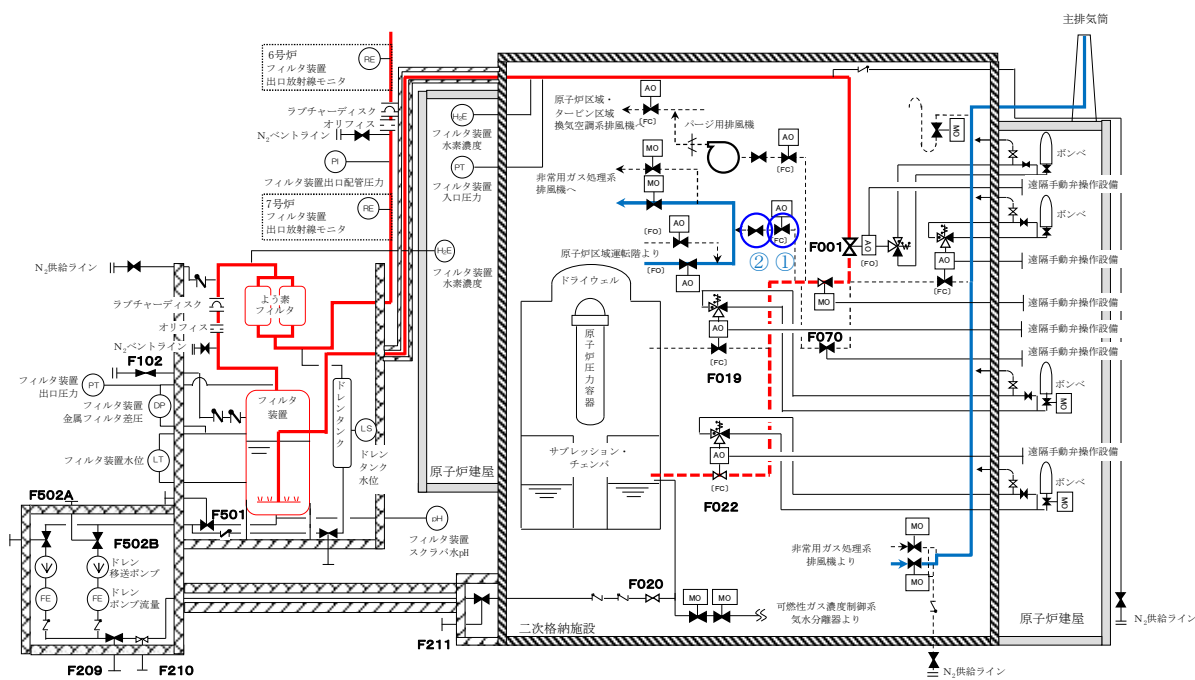 主排気筒
6号炉
フィルタ装置
出口放射線モニタ
RE
ラプチャーディスク
オリフィス
N₂ベントライン
PI
フィルタ装置出口配管圧力
7号炉
フィルタ装置
出口放射線モニタ
RE
H₂E
フィルタ装置
水素濃度
PT
フィルタ装置
入口圧力
H₂E
フィルタ装置
水素濃度
原子炉区域・
タービン区域
換気空調系排風機へ
AO
(FC)
パージ用排風機
AO
(FC)
MO
MO
非常用ガス処理系
排風機へ
AO
(FO)
AO
(FC)
② ①
原子炉区域運転階より
(FO)
AO
F001
AO
(FO)
MO
AO
(FC)
ボンベ
遠隔手動弁操作設備
ボンベ
遠隔手動弁操作設備
遠隔手動弁操作設備
遠隔手動弁操作設備
遠隔手動弁操作設備
遠隔手動弁操作設備
ボンベ
MO
遠隔手動弁操作設備
ボンベ
MO
MO
F070
AO
(FC)
F019
AO
(FC)
F022
ドライウェル
原子炉圧力容器
サプレッション・
チェンバ
N₂供給ライン
ラプチャーディスク
オリフィス
N₂ベントライン
F102
よう素
フィルタ
フィルタ装置
出口圧力
PT
フィルタ装置
金属フィルタ差圧
DP
フィルタ装置水位
LT
フィルタ
装置
ドレンタンク
LS
ドレン
タンク
水位
原子炉建屋
F502A
F501
F502B
pH
フィルタ装置
スクラバ水pH
ドレン
移送ポンプ
FE
FE
ドレン
ポンプ流量
F209
F210
F211
F020
MO
MO
可燃性ガス濃度制御系
気水分離器より
二次格納施設
非常用ガス処理系
排風機より
MO
MO
原子炉建屋
N₂供給ライン
N₂供給ライン